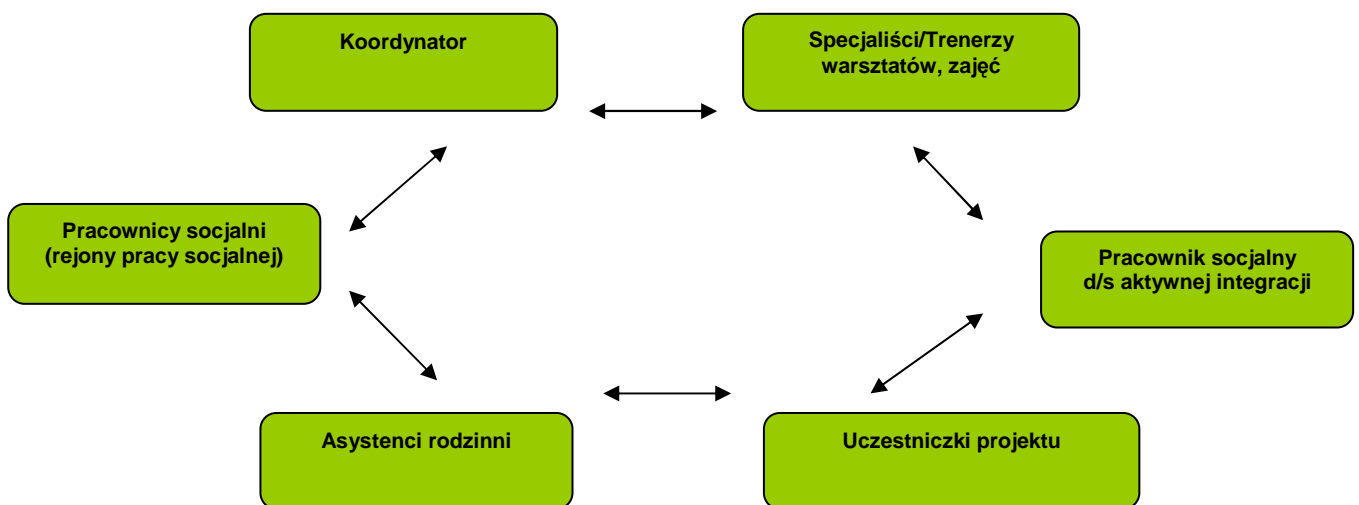 Koordynator
Specjaliści/Trenerzy
warsztatów, zajęć
Pracownicy socjalni
(rejony pracy socjalnej)
Pracownik socjalny
d/s aktywnej integracji
Asystenci rodzinni
Uczestniczki projektu